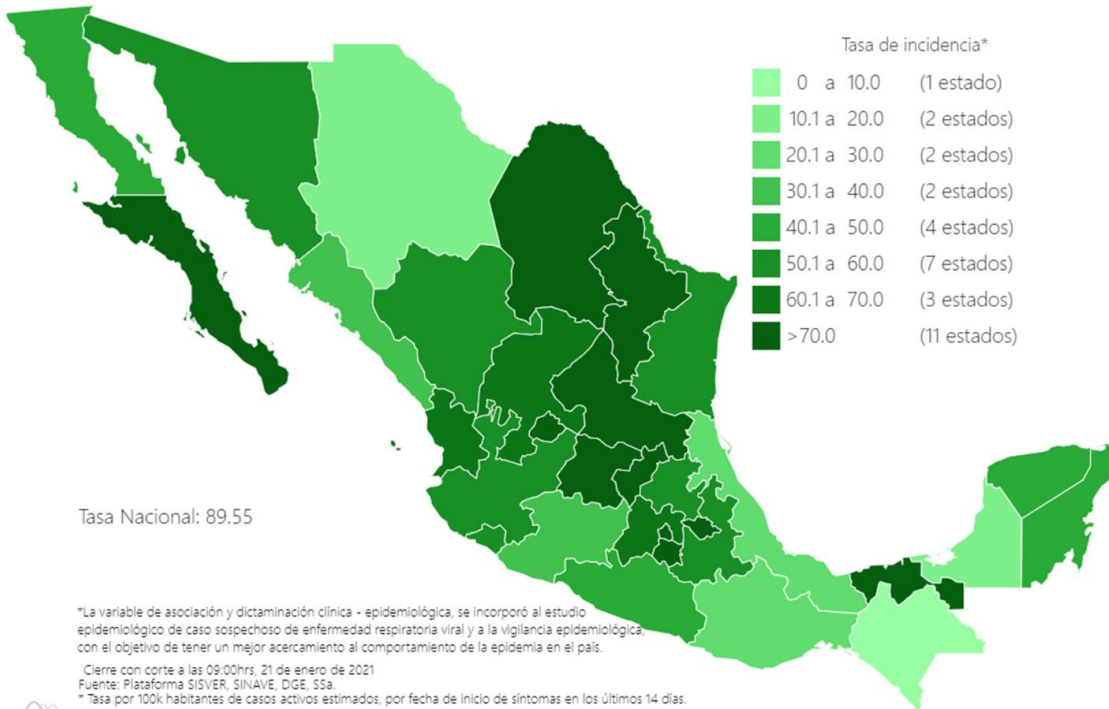 Tasa de incidencia*
0 a 10.0 (1 estado)
10.1 a 20.0 (2 estados)
20.1 a 30.0 (2 estados)
30.1 a 40.0 (2 estados)
40.1 a 50.0 (4 estados)
50.1 a 60.0 (7 estados)
60.1 a 70.0 (3 estados)
>70.0 (11 estados)
Tasa Nacional: 89.55
*La variable de asociación y dictaminación clínica - epidemiológica, se incorporó al estudio
epidemiológico de caso sospechoso de enfermedad respiratoria viral y a la vigilancia epidemiológica,
con el objetivo de tener un mejor acercamiento al comportamiento de la epidemia en el país.
Cierre con corte a las 09:00hrs, 21 de enero de 2021
Fuente: Plataforma SISVER, SINAVE, DGE, SSa.
* Tasa por 100k habitantes de casos activos estimados, por fecha de inicio de síntomas en los últimos 14 días.